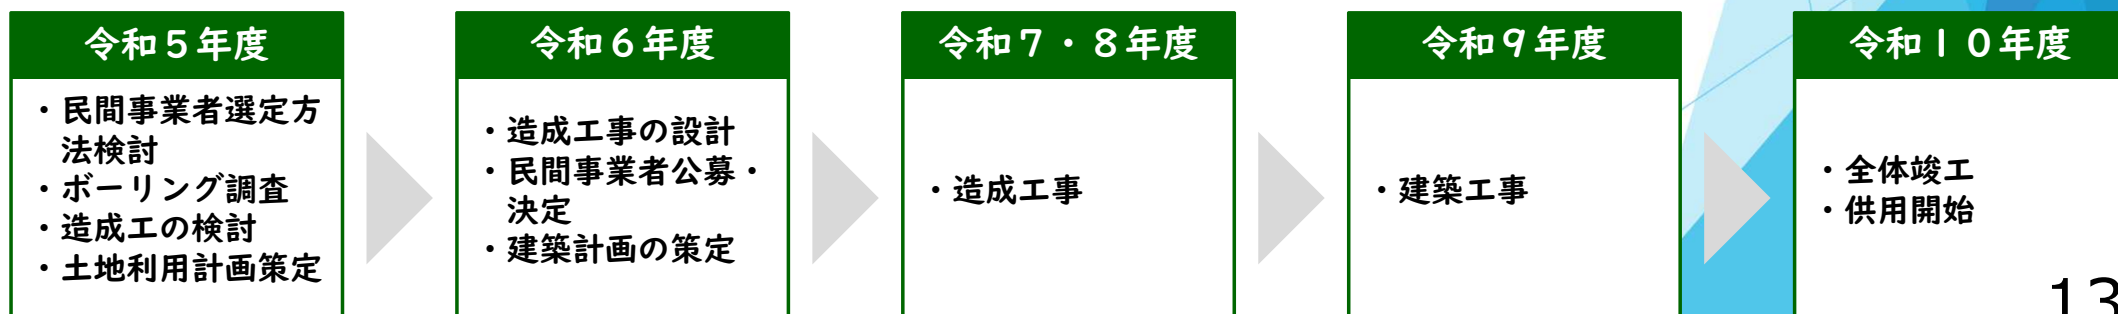 令和５年度
・民間事業者選定方
法検討
・ボーリング調査
・造成工の検討
・土地利用計画策定
令和６年度
・造成工事の設計
・民間事業者公募・
決定
・建築計画の策定
令和７・８年度
・造成工事
令和９年度
・建築工事
令和１０年度
・全体竣工
・供用開始
13